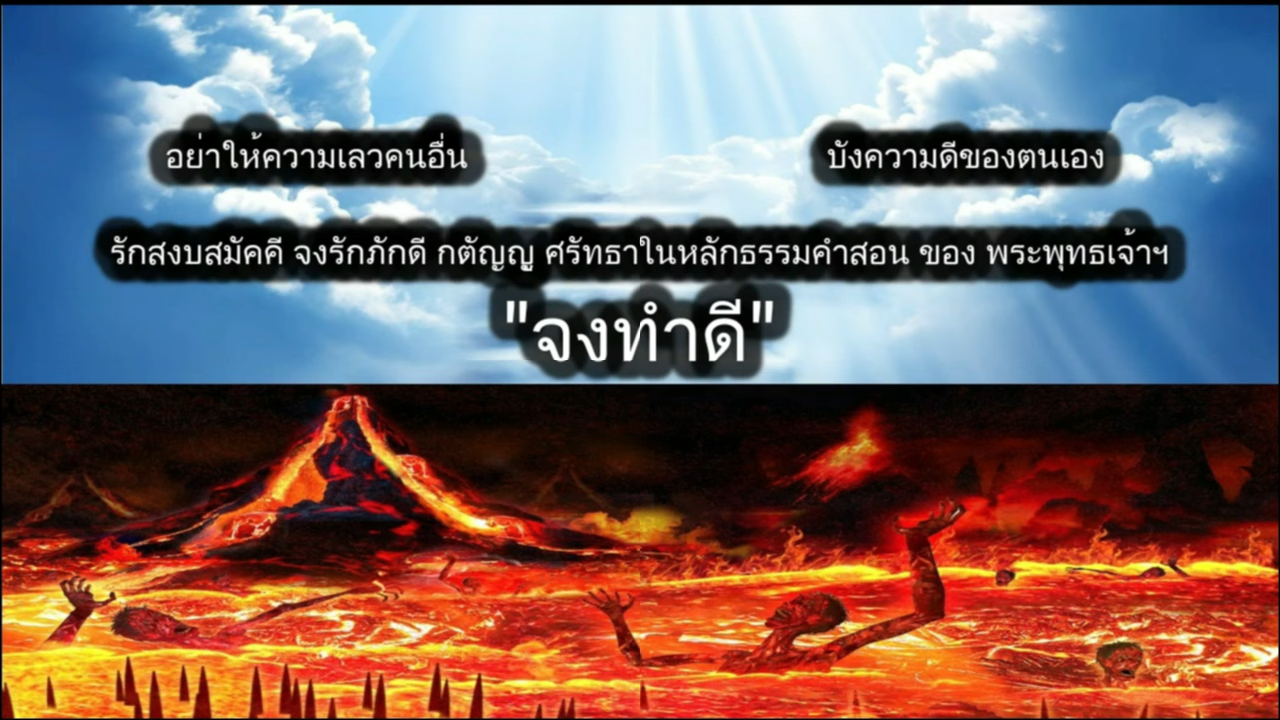 อย่าให้ความเลวคนอื่น บังความดีของตนเอง
รักสงบสมัคคี จงรักภักดี กตัญญู ศรัทธาในหลักธรรมคำสอน ของ พระพุทธเจ้าฯ
"จงทำดี"